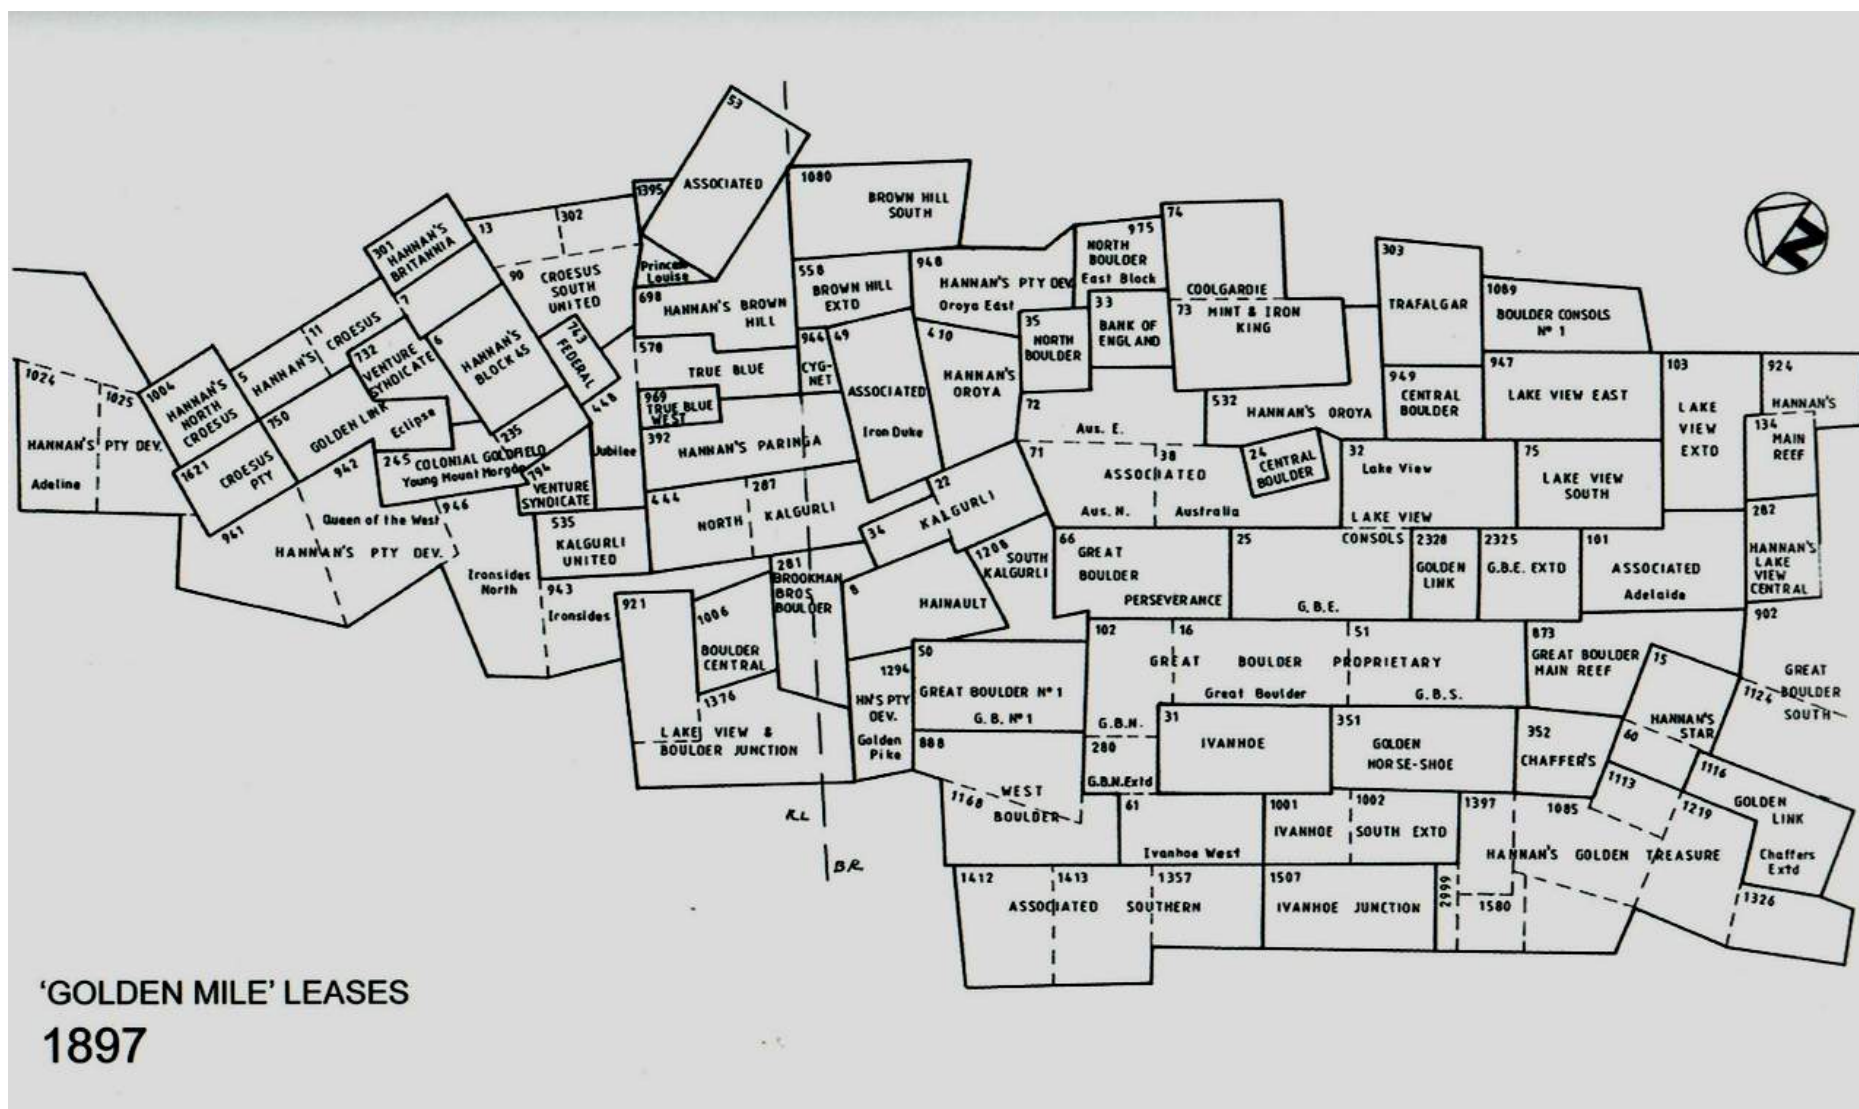 53
ASSOCIATED
1395
1080
BROWN HILL
SOUTH
301
HANNAN'S
BRITANNIA
13
302
90
CROESUS
SOUTH
UNITED
Princess
Louise
698
HANNAN'S BROWN
HILL
558
BROWN HILL
EXTD
948
HANNAN'S PTY DEV.
Oroya East
975
NORTH
BOULDER
East Block
74
COOLGARDIE
73
MINT & IRON
KING
303
TRAFALGAR
1089
BOULDER CONSOLS
Nº 1
7
11
5
HANNAN'S CROESUS
732
VENTURE
SYNDICATE
6
HANNAN'S
BLOCK 45
743
FEDERAL
448
Jubilee
578
TRUE BLUE
944
CYG-
NET
49
ASSOCIATED
Iron Duke
410
HANNAN'S
OROYA
35
NORTH
BOULDER
33
BANK OF
ENGLAND
949
CENTRAL
BOULDER
947
LAKE VIEW EAST
103
LAKE
VIEW
EXTD
924
HANNAN'S
134
MAIN
REEF
1024
1025
HANNAN'S PTY DEV.
Adeline
1004
HANNAN'S
NORTH
CROESUS
1621
CROESUS
PTY
750
GOLDEN LINK
Eclipse
942
245
COLONIAL GOLDFIELD
Young Mount Morgan
235
794
VENTURE
SYNDICATE
969
TRUE BLUE
WEST
392
HANNAN'S PARINGA
72
Aus. E.
532
HANNAN'S OROYA
71
38
ASSOCIATED
Aus. N.
Australia
24
CENTRAL
BOULDER
32
Lake View
LAKE VIEW
CONSOLS
75
LAKE VIEW
SOUTH
941
Queen of the West
946
HANNAN'S PTY DEV.
Ironsides
North
535
KALGURLI
UNITED
444
287
NORTH KALGURLI
22
34
KALGURLI
1208
SOUTH
KALGURLI
66
GREAT
BOULDER
PERSEVERANCE
25
G.B.E.
2328
GOLDEN
LINK
2325
G.B.E. EXTD
101
ASSOCIATED
Adelaide
282
HANNAN'S
LAKE
VIEW
CENTRAL
943
Ironsides
921
1006
BOULDER
CENTRAL
281
BROOKMAN
BROS
BOULDER
8
HAINAULT
1376
LAKE VIEW &
BOULDER JUNCTION
1294
HN'S PTY
DEV.
Golden
Pike
50
GREAT BOULDER Nº 1
G.B. Nº 1
102
16
51
GREAT BOULDER PROPRIETARY
Great Boulder
G.B.S.
G.B.N.
873
GREAT BOULDER
MAIN REEF
15
HANNAN'S
STAR
60
902
GREAT
BOULDER
SOUTH
1124
888
WEST
BOULDER
1168
280
G.B.N.Extd
31
IVANHOE
351
GOLDEN
HORSE-SHOE
352
CHAFFER'S
1113
1116
GOLDEN
LINK
Chaffers
Extd
61
Ivanhoe West
1001
1002
IVANHOE SOUTH EXTD
1397
1085
1219
HANNAN'S GOLDEN TREASURE
1326
1412
1413
1357
ASSOCIATED SOUTHERN
1507
IVANHOE JUNCTION
2999
1580
KL
BR.
N
'GOLDEN MILE' LEASES
1897